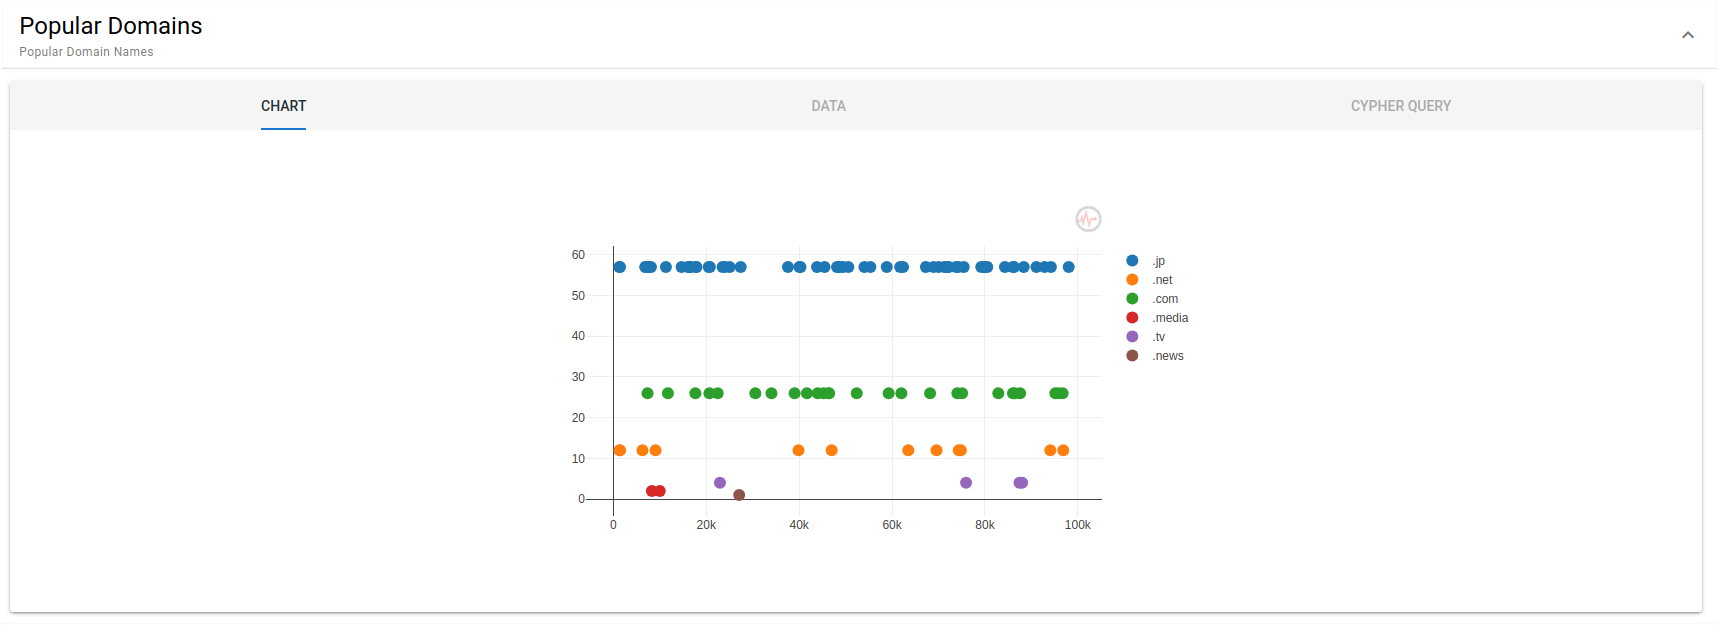 Popular Domains
Popular Domain Names
CHART
DATA
CYPHER QUERY
60
50
40
30
20
10
0
0
20k
40k
60k
80k
100k
.jp
.net
.com
.media
.tv
.news